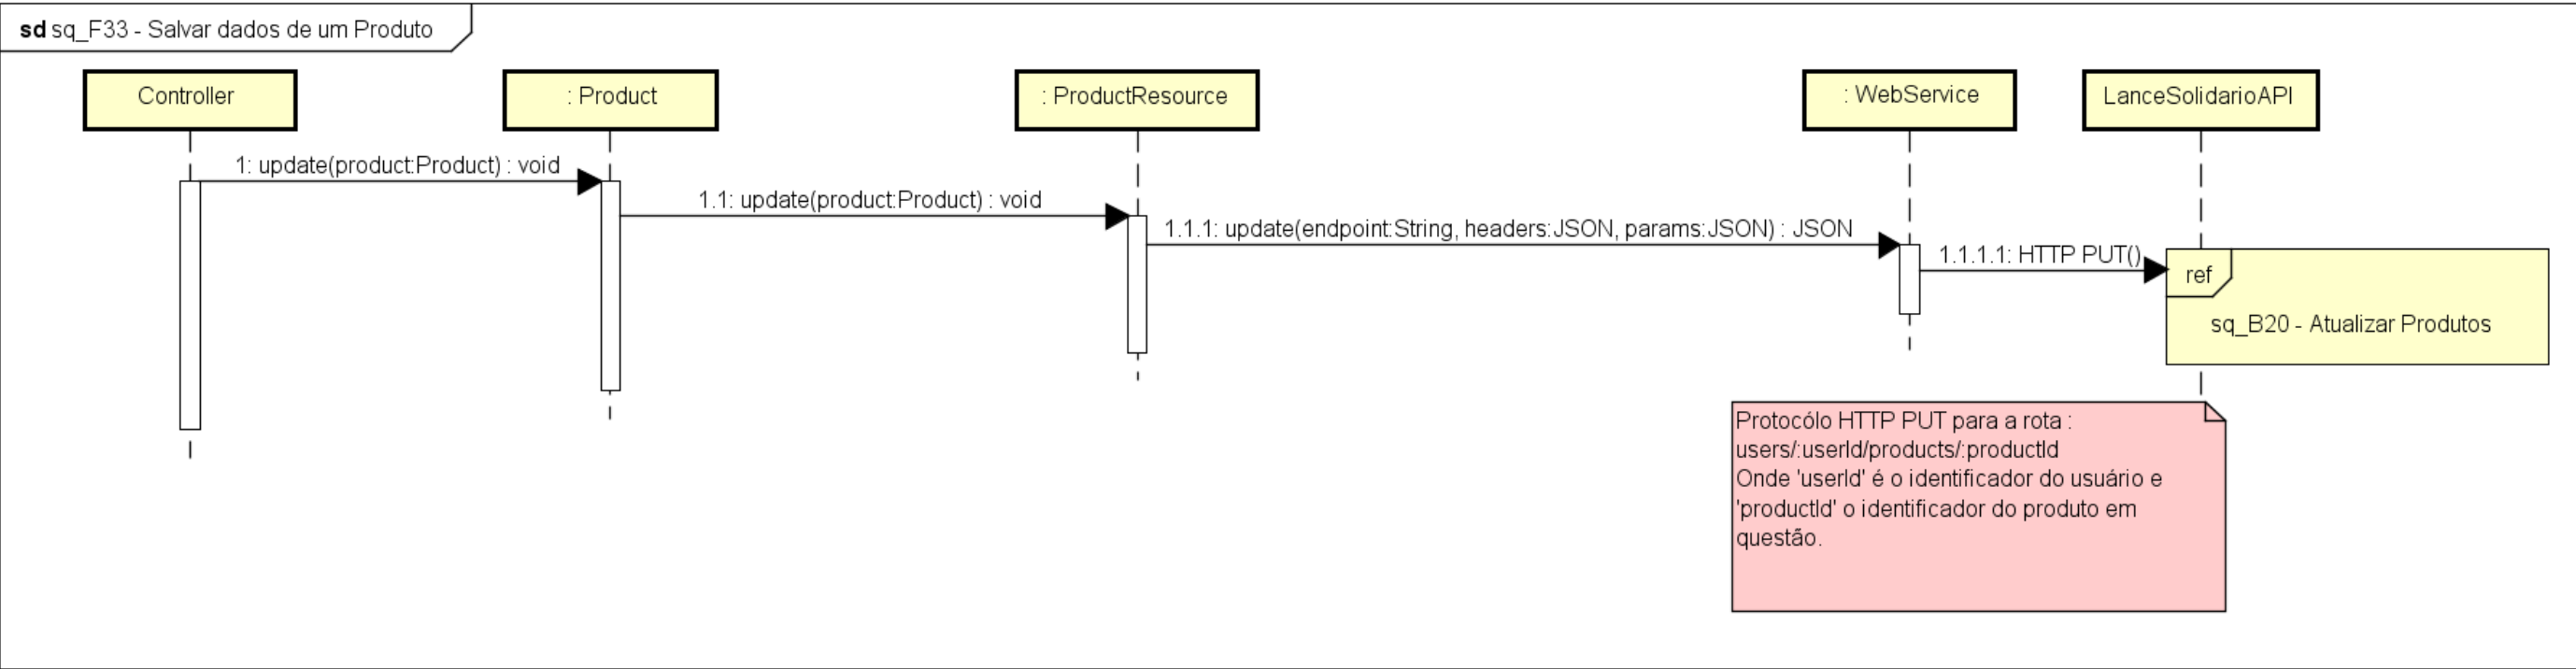 sd sq_F33 - Salvar dados de um Produto
Controller
: Product
: ProductResource
: WebService
LanceSolidarioAPI
1: update(product:Product) : void
1.1: update(product:Product) : void
1.1.1: update(endpoint:String, headers:JSON, params:JSON) : JSON
1.1.1.1: HTTP PUT()
ref
sq_B20 - Atualizar Produtos
Protocólo HTTP PUT para a rota :
users/:userId/products/:productId
Onde 'userId' é o identificador do usuário e
'productId' o identificador do produto em
questão.